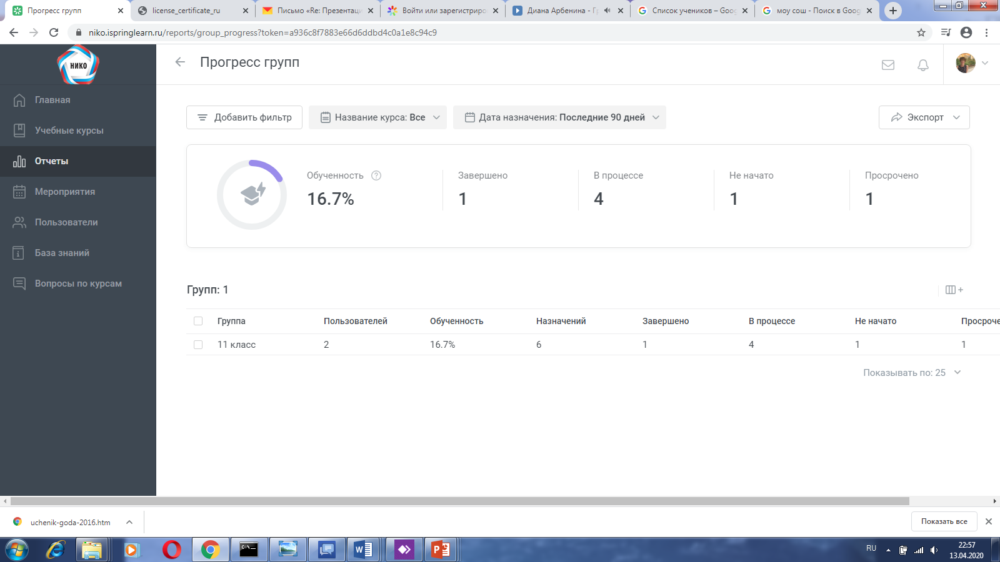 Прогресс групп
license_certificate_ru
Письмо «Re: Презентаци
Войти или зарегистриро
Диана Арбенина - Г
Список учеников – Goog
моу сош - Поиск в Goog
niko.ispringlearn.ru/reports/group_progress?token=a936c8f7883e66d6ddbd4c0a1e8c94c9
НИКО
Прогресс групп
Главная
Учебные курсы
Отчеты
Мероприятия
Пользователи
База знаний
Вопросы по курсам
Добавить фильтр
Название курса: Все
Дата назначения: Последние 90 дней
Экспорт
Обученность ?
16.7%
Завершено
1
В процессе
4
Не начато
1
Просрочено
1
Групп: 1
Группа Пользователей Обученность Назначений Завершено В процессе Не начато Просроче
11 класс 2 16.7% 6 1 4 1 1
Показывать по: 25
uchenik-goda-2016.htm
Показать все
RU
22:57
13.04.2020